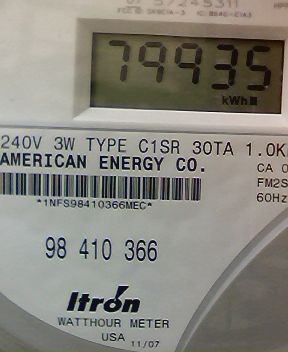 79935
kWh
240V 3W TYPE C1SR 30TA 1.0K
AMERICAN ENERGY CO.
CA 0
*1NFS98410366MEC*
FM2S
60Hz
98 410 366
Itron
WATTHOUR METER
USA 11/07